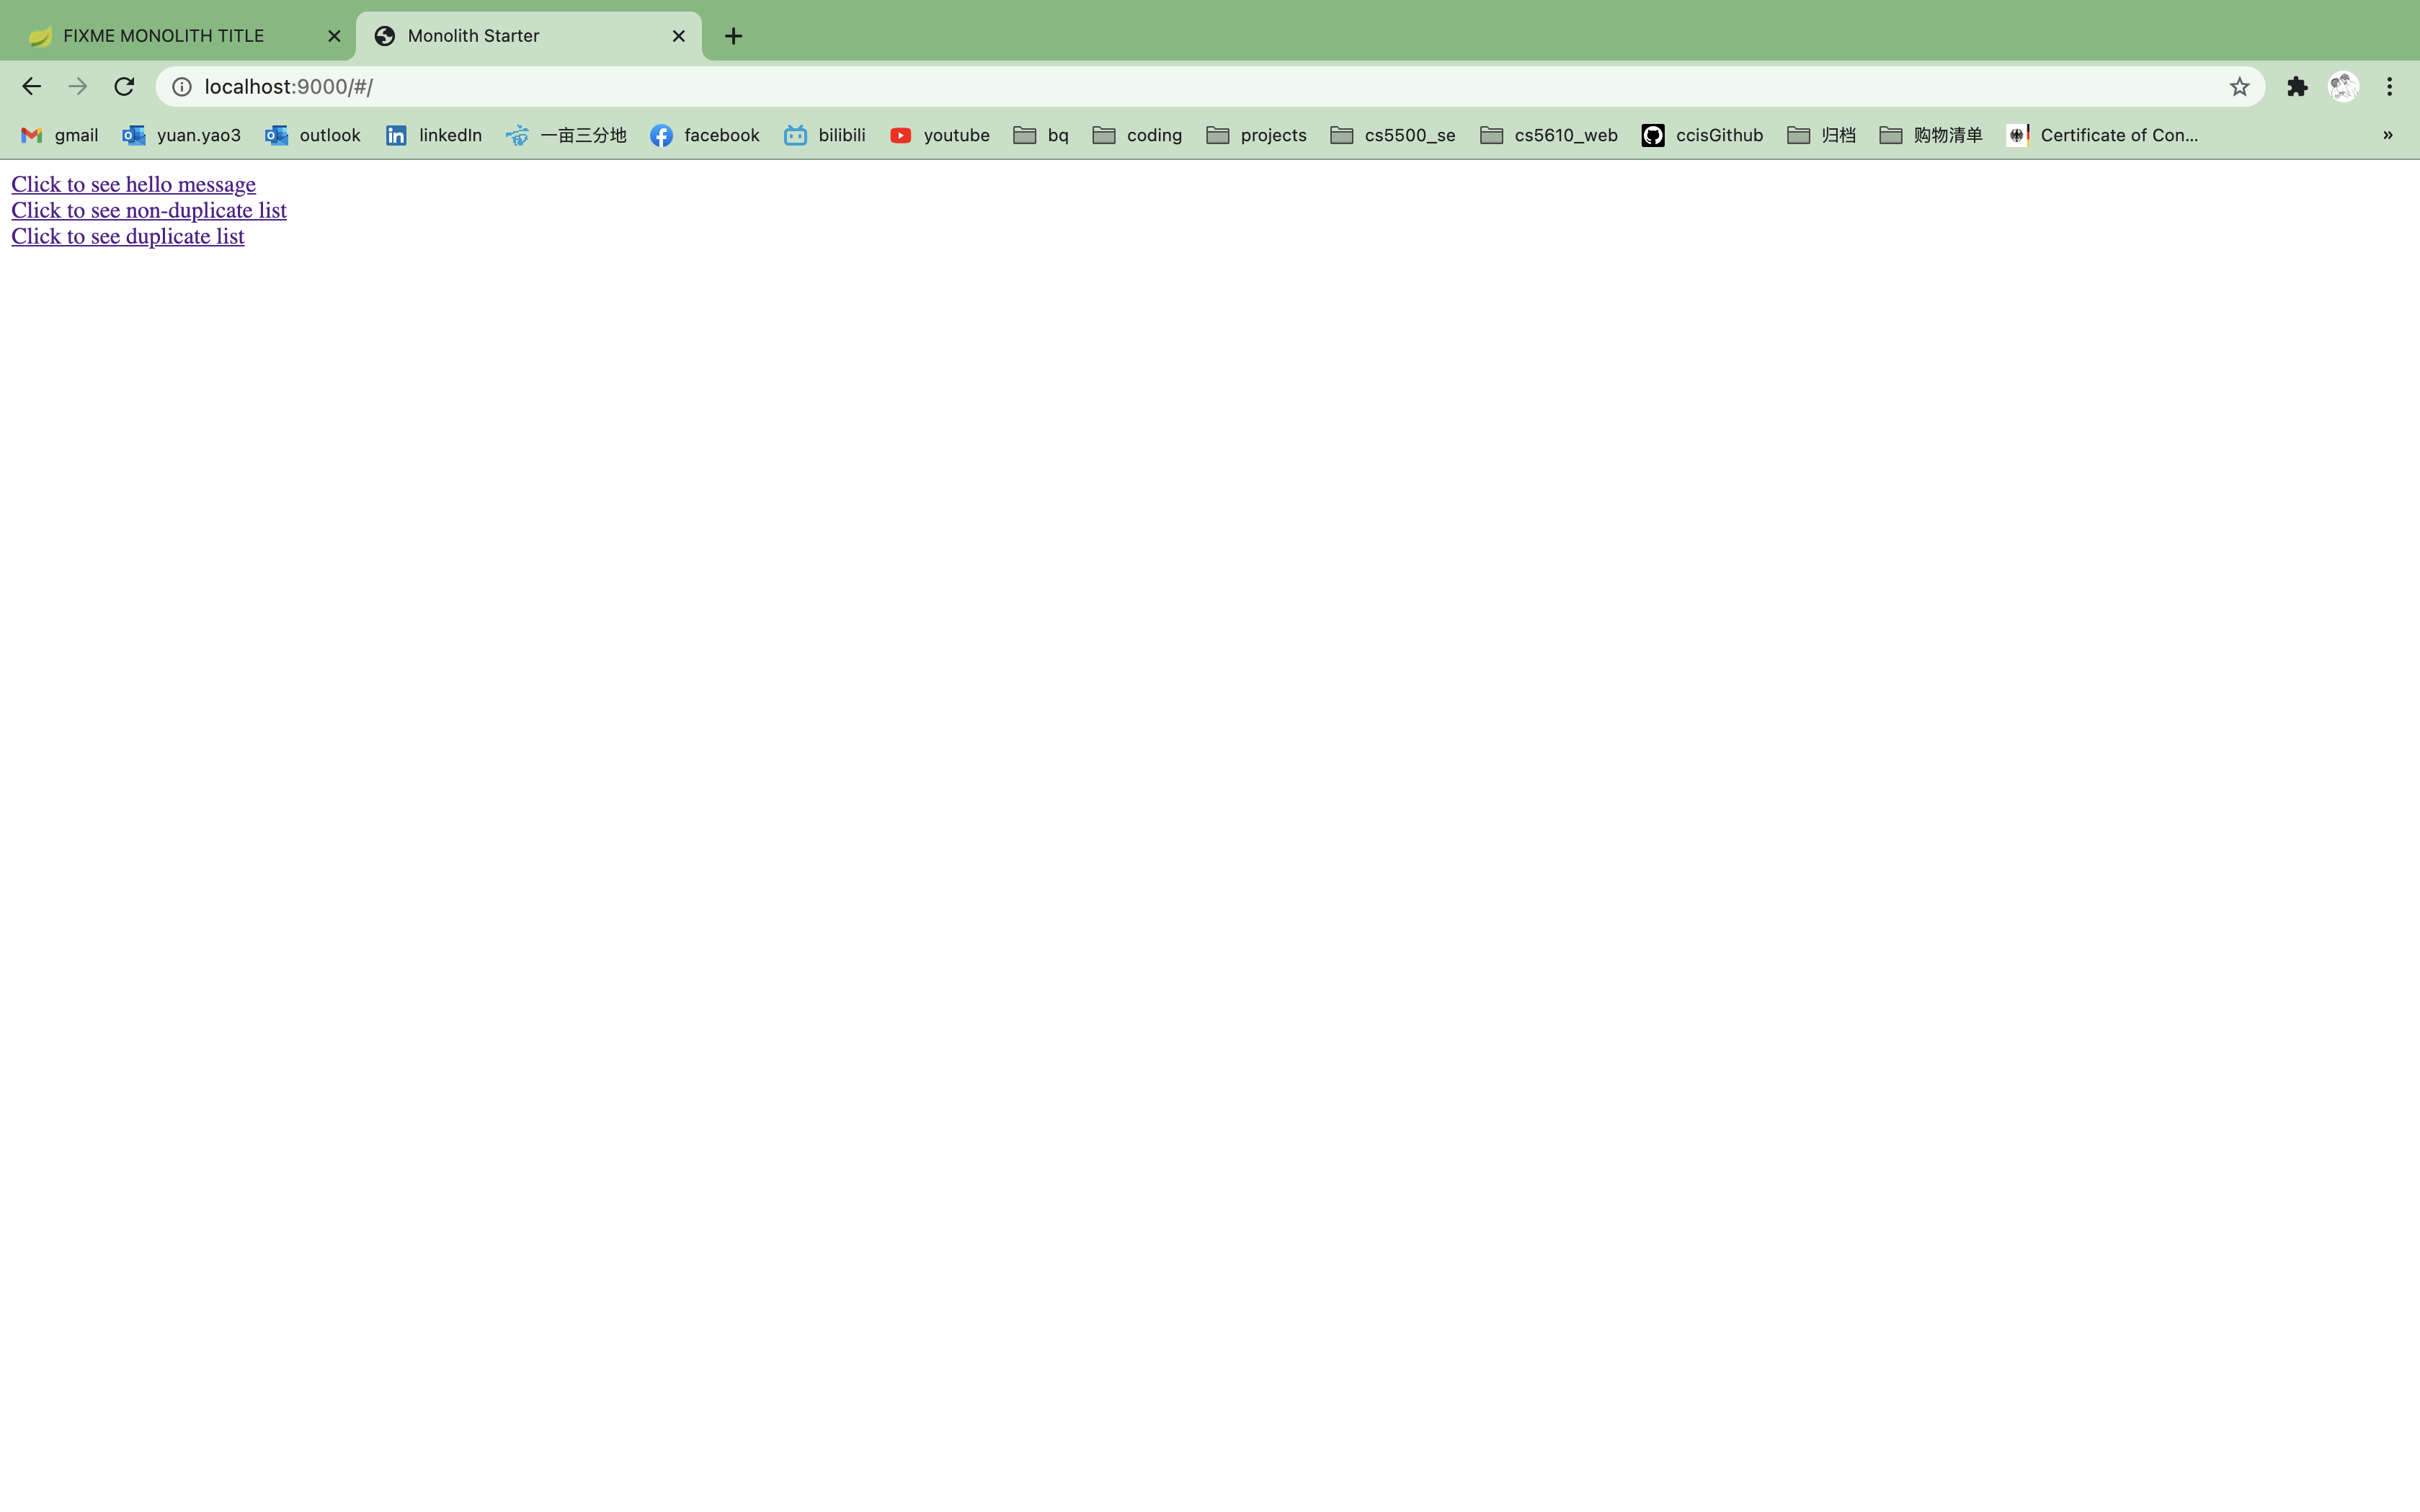 FIXME MONOLITH TITLE
Monolith Starter
localhost:9000/#/
gmail yuan.yao3 outlook linkedIn 一亩三分地 facebook bilibili youtube bq coding projects cs5500_se cs5610_web ccisGithub 归档 购物清单 Certificate of Con... »
Click to see hello message
Click to see non-duplicate list
Click to see duplicate list